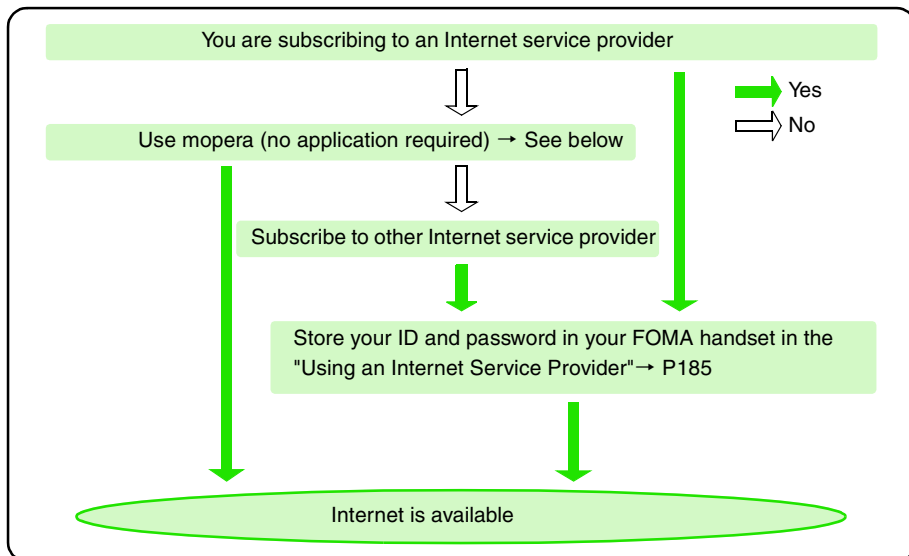 You are subscribing to an Internet service provider
Yes
No
Use mopera (no application required) → See below
Subscribe to other Internet service provider
Store your ID and password in your FOMA handset in the
"Using an Internet Service Provider"→ P185
Internet is available